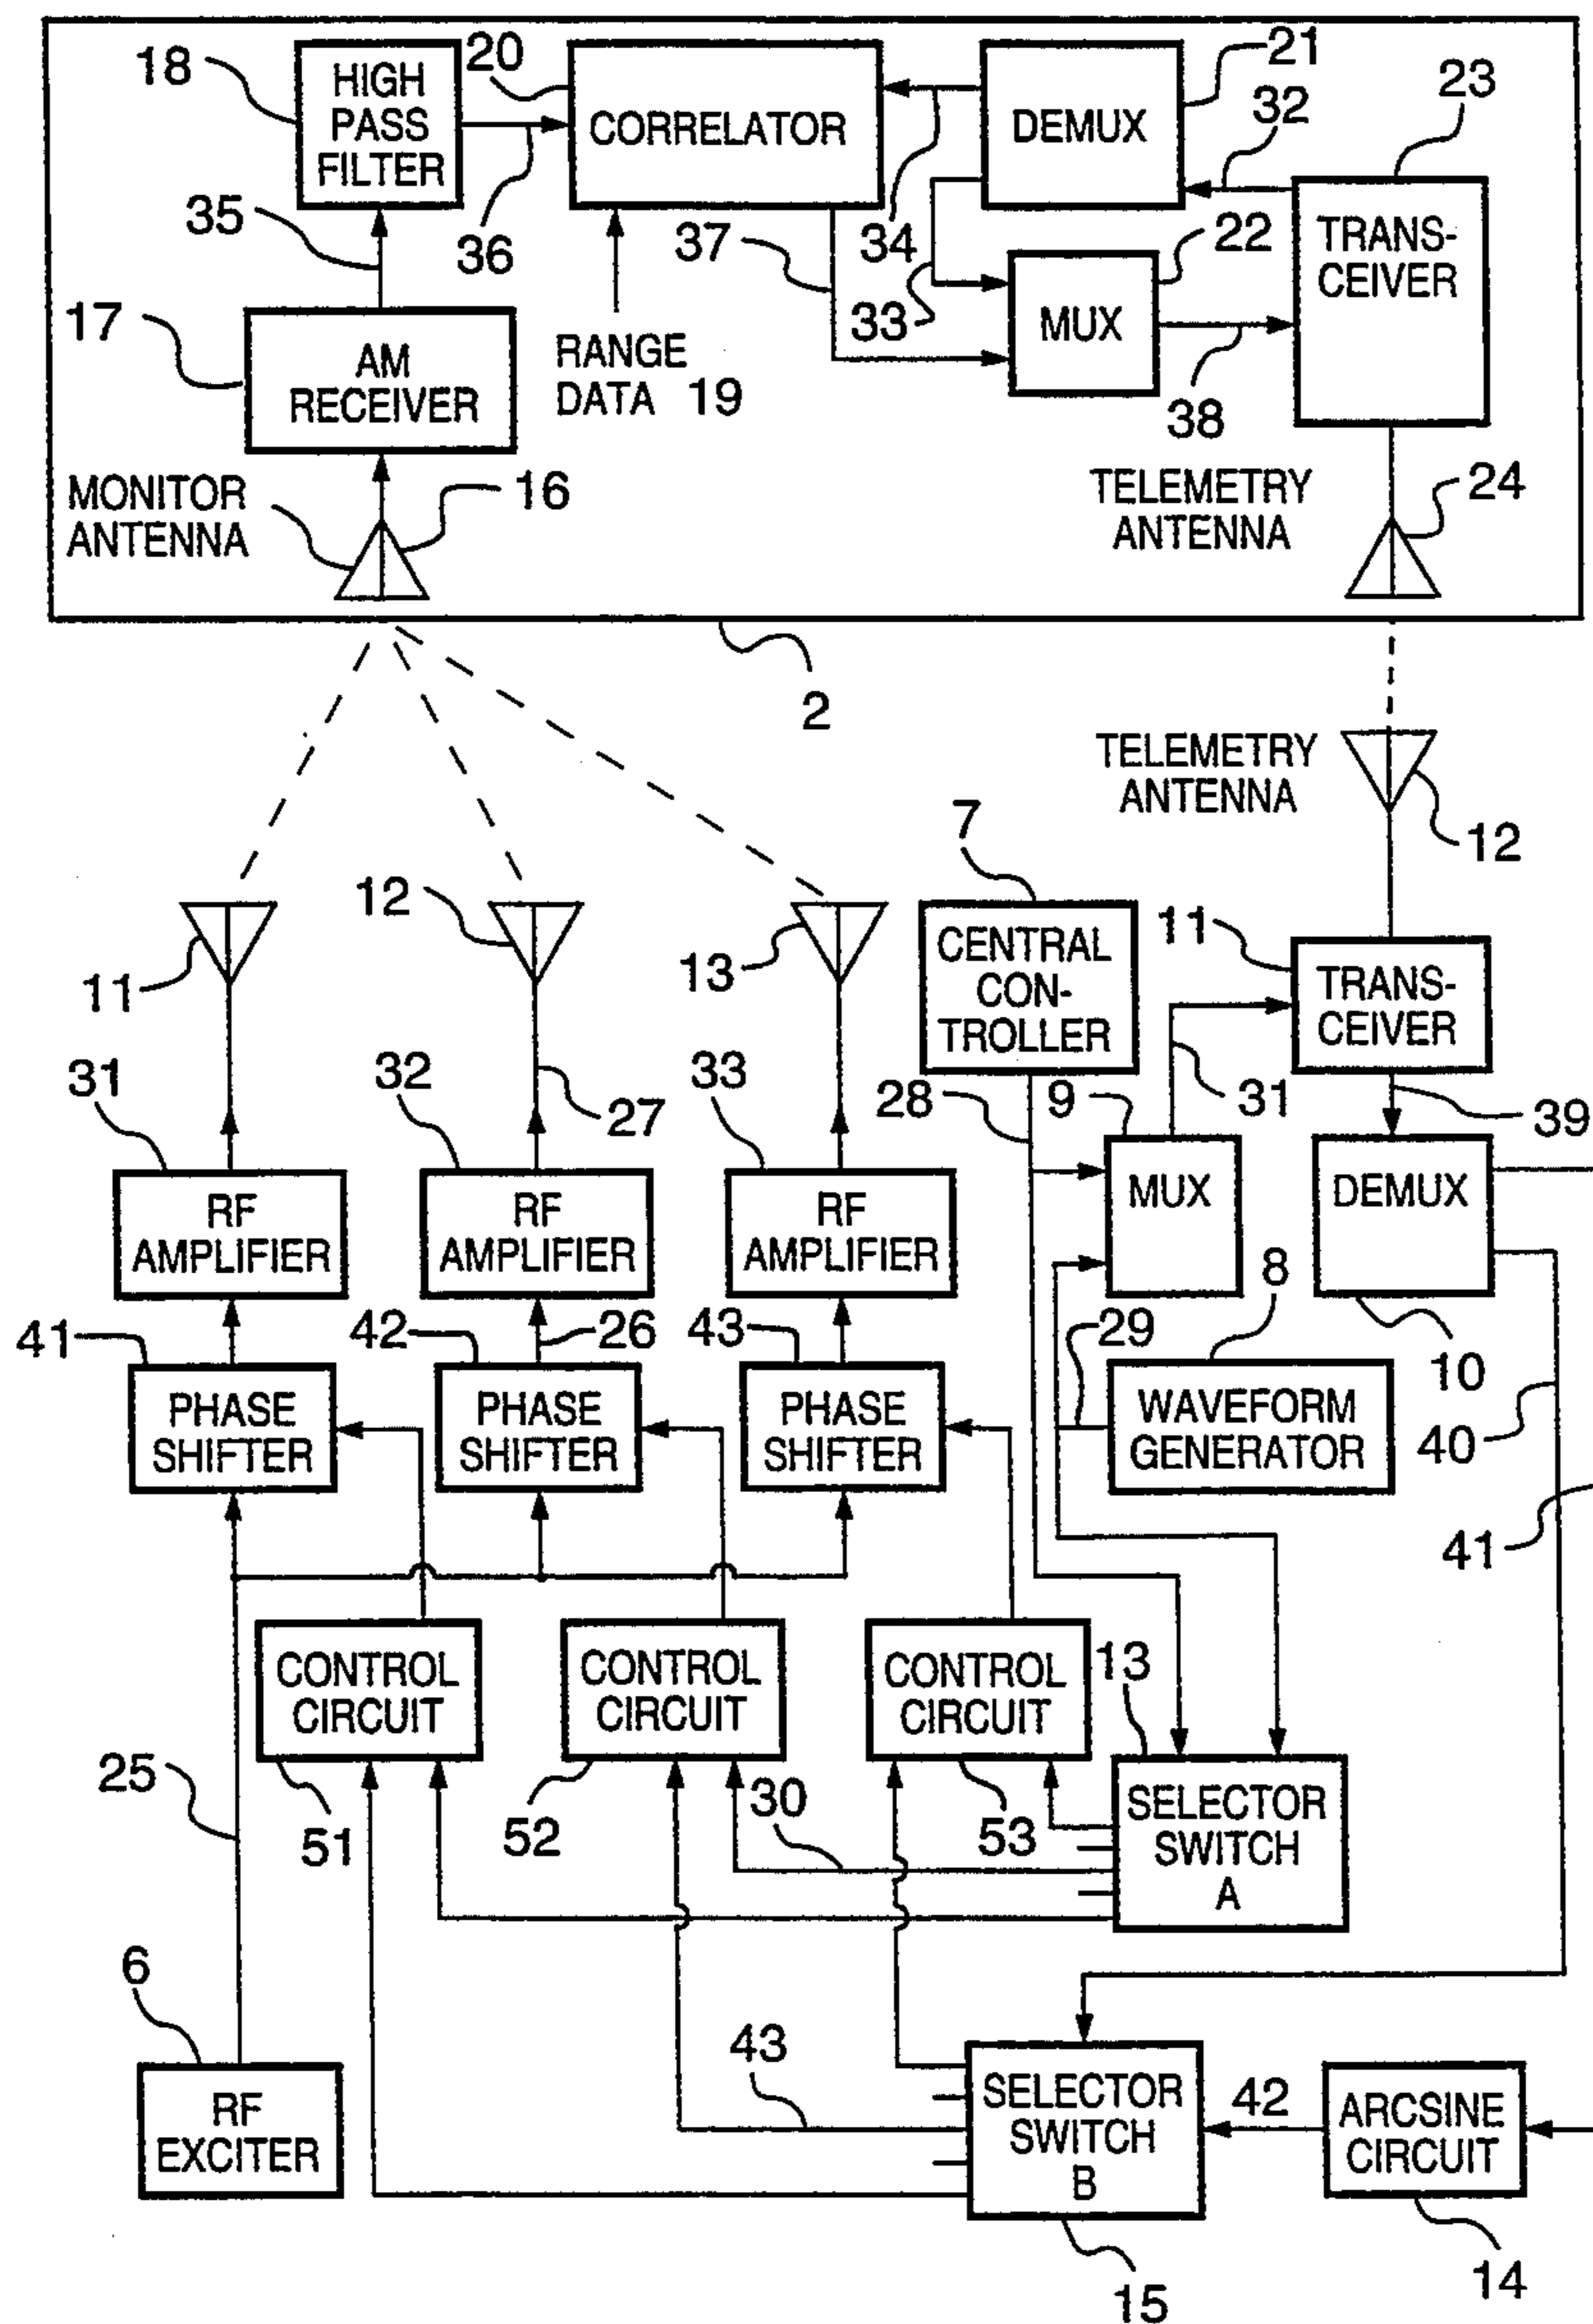 18
HIGH
PASS
FILTER
20
CORRELATOR
21
DEMUX
32
23
TRANS-
CEIVER
35
36
37
34
33
22
MUX
38
17
AM
RECEIVER
RANGE
DATA 19
MONITOR
ANTENNA
16
TELEMETRY
ANTENNA
24
2
TELEMETRY
ANTENNA
12
11
12
13
7
CENTRAL
CON-
TROLLER
11
TRANS-
CEIVER
31
32
27
33
28
9
31
39
RF
AMPLIFIER
RF
AMPLIFIER
RF
AMPLIFIER
MUX
DEMUX
41
42
26
43
29
8
10
PHASE
SHIFTER
PHASE
SHIFTER
PHASE
SHIFTER
WAVEFORM
GENERATOR
40
41
CONTROL
CIRCUIT
CONTROL
CIRCUIT
CONTROL
CIRCUIT
13
25
51
52
30
53
SELECTOR
SWITCH
A
6
RF
EXCITER
43
SELECTOR
SWITCH
B
42
ARCSINE
CIRCUIT
15
14